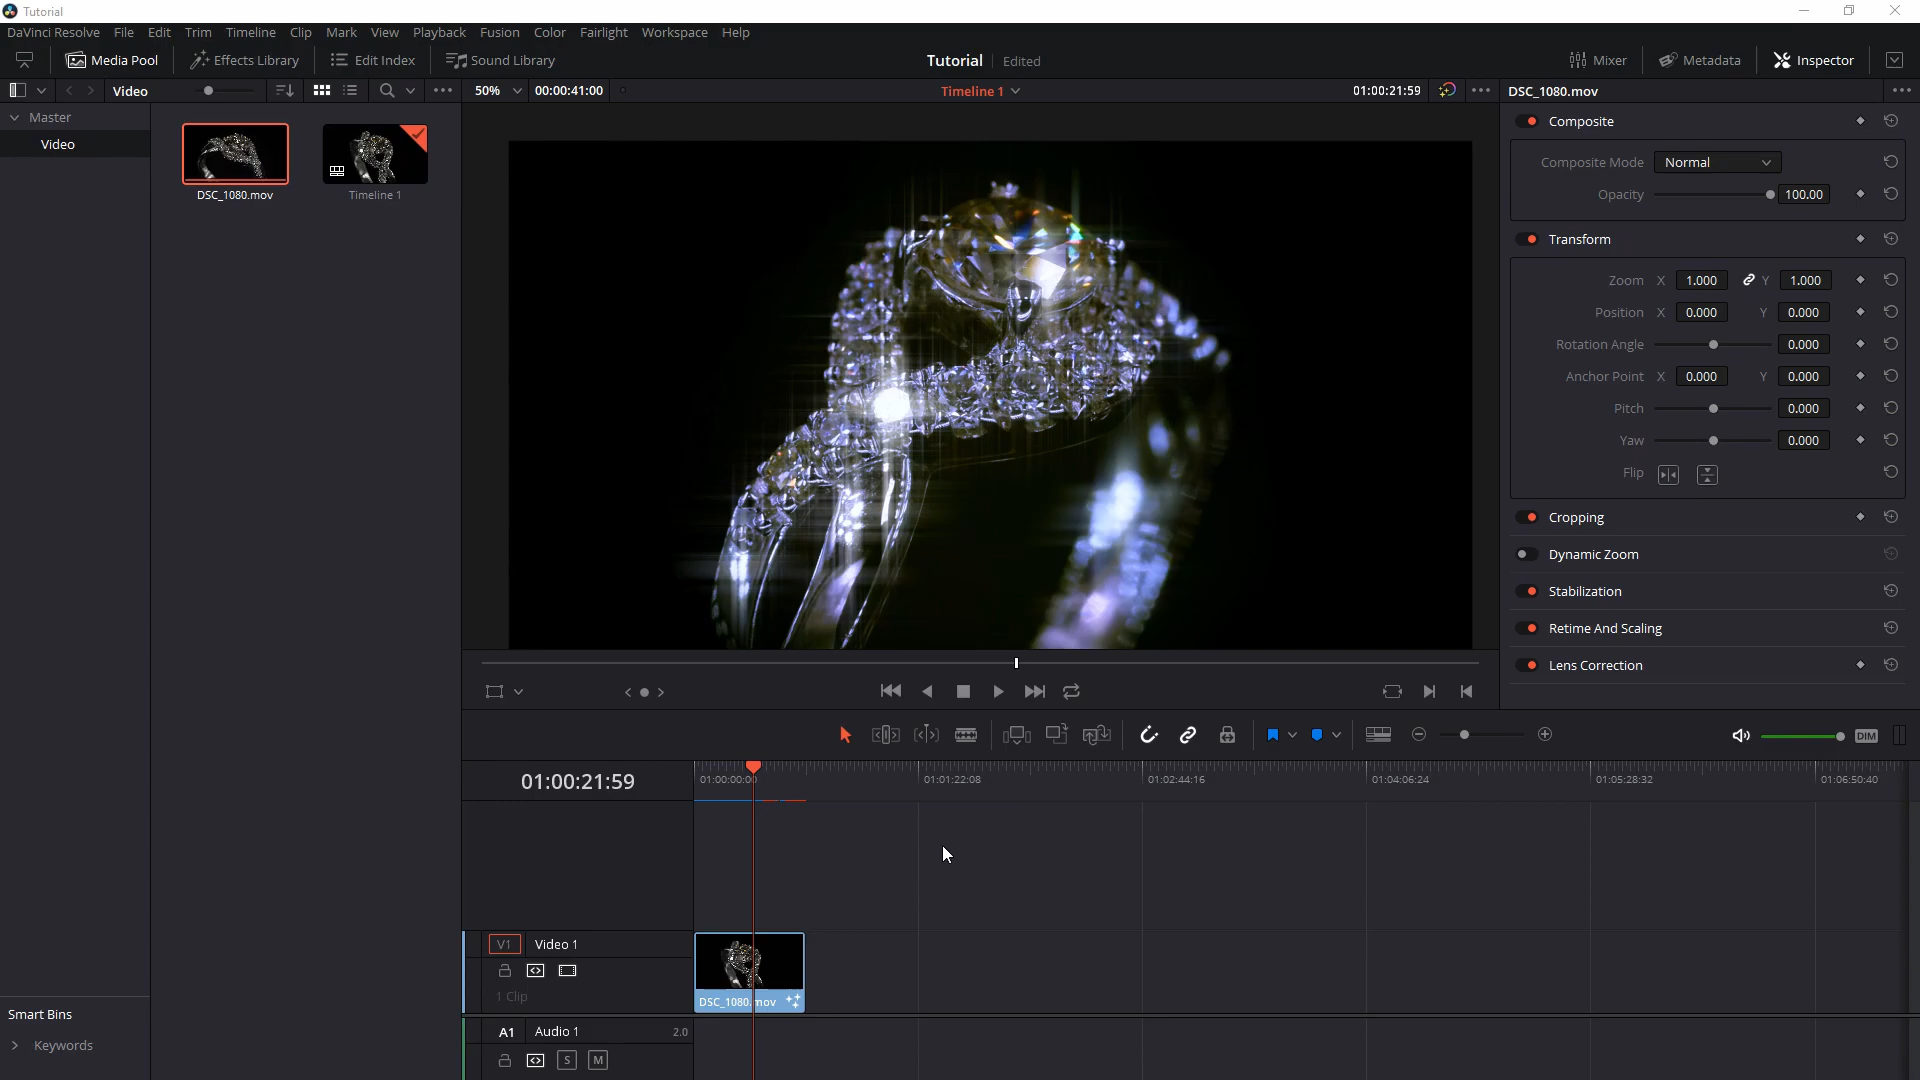 Tutorial
DaVinci Resolve File Edit Trim Timeline Clip Mark View Playback Fusion Color Fairlight Workspace Help
Media Pool Effects Library Edit Index Sound Library Tutorial Edited Mixer Metadata Inspector
Video 50% 00:00:41:00 Timeline 1 01:00:21:59 DSC_1080.mov
Master
Video
DSC_1080.mov Timeline 1
Composite
Composite Mode Normal
Opacity 100.00
Transform
Zoom X 1.000 Y 1.000
Position X 0.000 Y 0.000
Rotation Angle 0.000
Anchor Point X 0.000 Y 0.000
Pitch 0.000
Yaw 0.000
Flip
Cropping
Dynamic Zoom
Stabilization
Retime And Scaling
Lens Correction
DIM
01:00:21:59 01:00:00:00 01:01:22:08 01:02:44:16 01:04:06:24 01:05:28:32 01:06:50:40
V1 Video 1
1 Clip
DSC_1080.mov
A1 Audio 1 2.0
S M
Smart Bins
Keywords